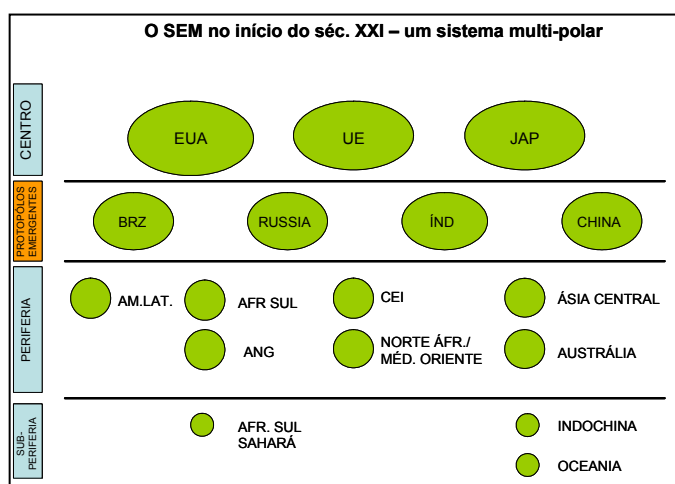 O SEM no início do séc. XXI – um sistema multi-polar
CENTRO
EUA
UE
JAP
PROTOPÓLOS
EMERGENTES
BRZ
RUSSIA
ÍND
CHINA
PERIFERIA
AM.LAT.
AFR SUL
CEI
ÁSIA CENTRAL
ANG
NORTE ÁFR./
MÉD. ORIENTE
AUSTRÁLIA
SUB-
PERIFERIA
AFR. SUL
SAHARÁ
INDOCHINA
OCEANIA